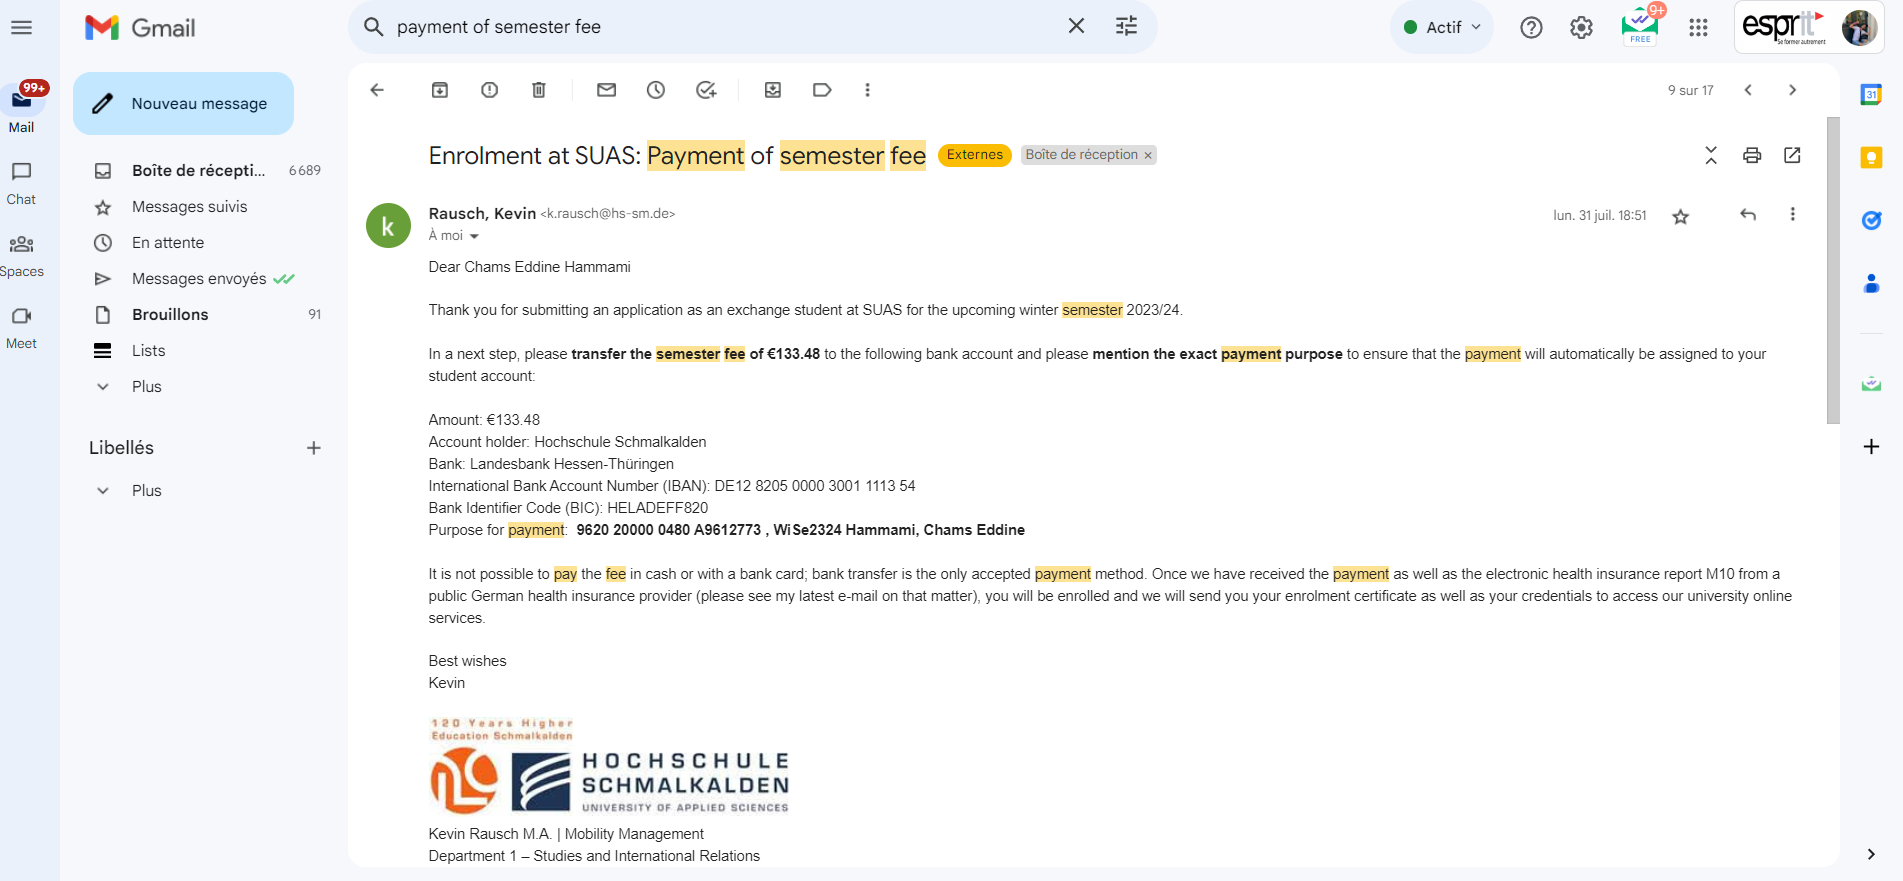 Gmail
payment of semester fee
Actif
9+
FREE
esprit
Se former autrement
99+
Mail
Chat
Spaces
Meet
Nouveau message
Boîte de récepti... 6 689
Messages suivis
En attente
Messages envoyés
Brouillons 91
Lists
Plus
Libellés
Plus
9 sur 17
31
Enrolment at SUAS: Payment of semester fee Externes Boîte de réception ×
k
Rausch, Kevin <k.rausch@hs-sm.de> lun. 31 juil. 18:51
À moi
Dear Chams Eddine Hammami
Thank you for submitting an application as an exchange student at SUAS for the upcoming winter semester 2023/24.
In a next step, please transfer the semester fee of €133.48 to the following bank account and please mention the exact payment purpose to ensure that the payment will automatically be assigned to your
student account:
Amount: €133.48
Account holder: Hochschule Schmalkalden
Bank: Landesbank Hessen-Thüringen
International Bank Account Number (IBAN): DE12 8205 0000 3001 1113 54
Bank Identifier Code (BIC): HELADEFF820
Purpose for payment: 9620 20000 0480 A9612773 , WiSe2324 Hammami, Chams Eddine
It is not possible to pay the fee in cash or with a bank card; bank transfer is the only accepted payment method. Once we have received the payment as well as the electronic health insurance report M10 from a
public German health insurance provider (please see my latest e-mail on that matter), you will be enrolled and we will send you your enrolment certificate as well as your credentials to access our university online
services.
Best wishes
Kevin
120 Years Higher
Education Schmalkalden
HOCHSCHULE
SCHMALKALDEN
UNIVERSITY OF APPLIED SCIENCES
Kevin Rausch M.A. | Mobility Management
Department 1 – Studies and International Relations